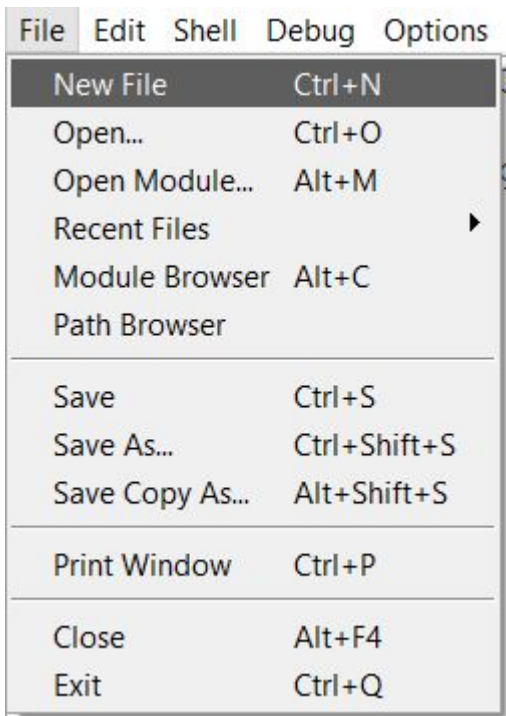 File Edit Shell Debug Options
New File Ctrl+N
Open... Ctrl+O
Open Module... Alt+M
Recent Files
Module Browser Alt+C
Path Browser
Save Ctrl+S
Save As... Ctrl+Shift+S
Save Copy As... Alt+Shift+S
Print Window Ctrl+P
Close Alt+F4
Exit Ctrl+Q